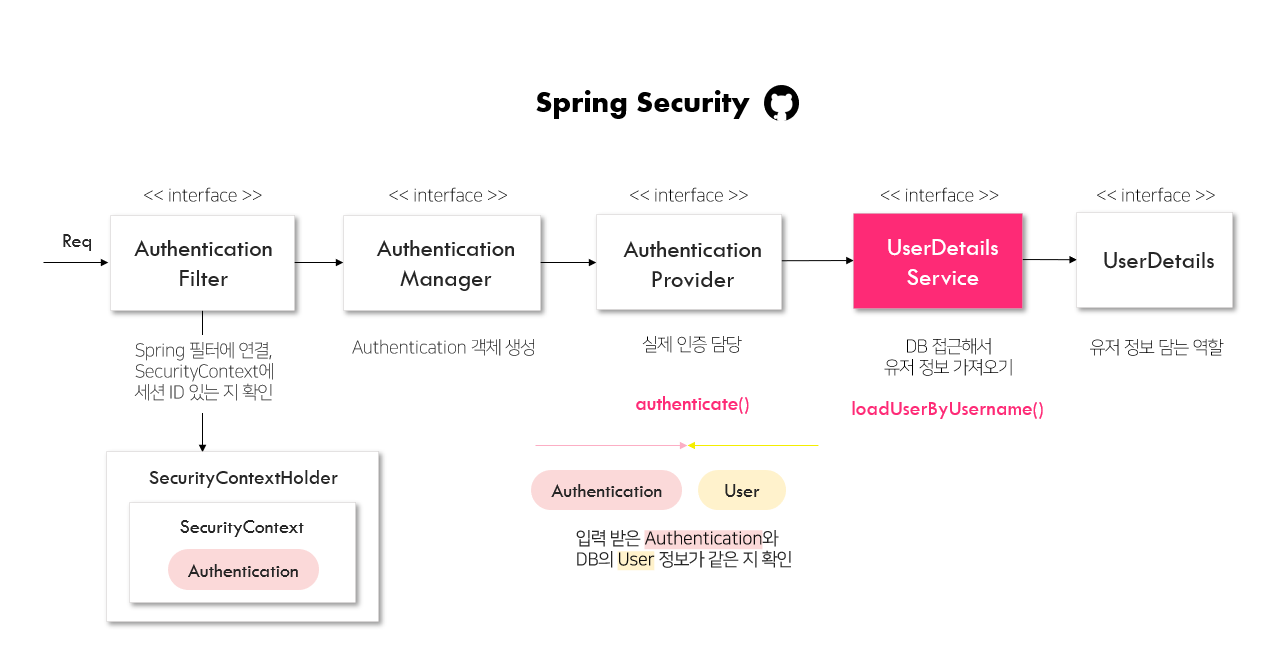 Spring Security
<< interface >>
<< interface >>
<< interface >>
<< interface >>
<< interface >>
Req
Authentication
Filter
Authentication
Manager
Authentication
Provider
UserDetails
Service
UserDetails
Spring 필터에 연결,
SecurityContext에
세션 ID 있는 지 확인
Authentication 객체 생성
실제 인증 담당
authenticate()
DB 접근해서
유저 정보 가져오기
loadUserByUsername()
유저 정보 담는 역할
SecurityContextHolder
SecurityContext
Authentication
Authentication
User
입력 받은 Authentication와
DB의 User 정보가 같은 지 확인